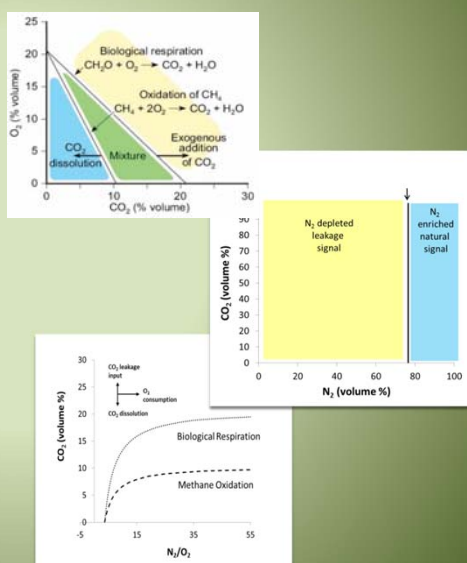 25
20
15
10
5
0
O₂ (% volume)
Biological respiration
CH₂O + O₂ → CO₂ + H₂O
Oxidation of CH₄
CH₄ + 2O₂ → CO₂ + H₂O
Exogenous
addition
of CO₂
CO₂
dissolution
Mixture
0 10 20 30
CO₂ (% volume)
90
80
70
60
50
40
30
20
10
0
CO₂ (volume %)
N₂ depleted
leakage
signal
N₂
enriched
natural
signal
0 20 40 60 80 100
N₂ (volume %)
30
25
20
15
10
5
0
CO₂ (volume %)
CO₂ leakage
input
O₂
consumption
CO₂ dissolution
Biological Respiration
Methane Oxidation
-5 15 35 55
N₂/O₂